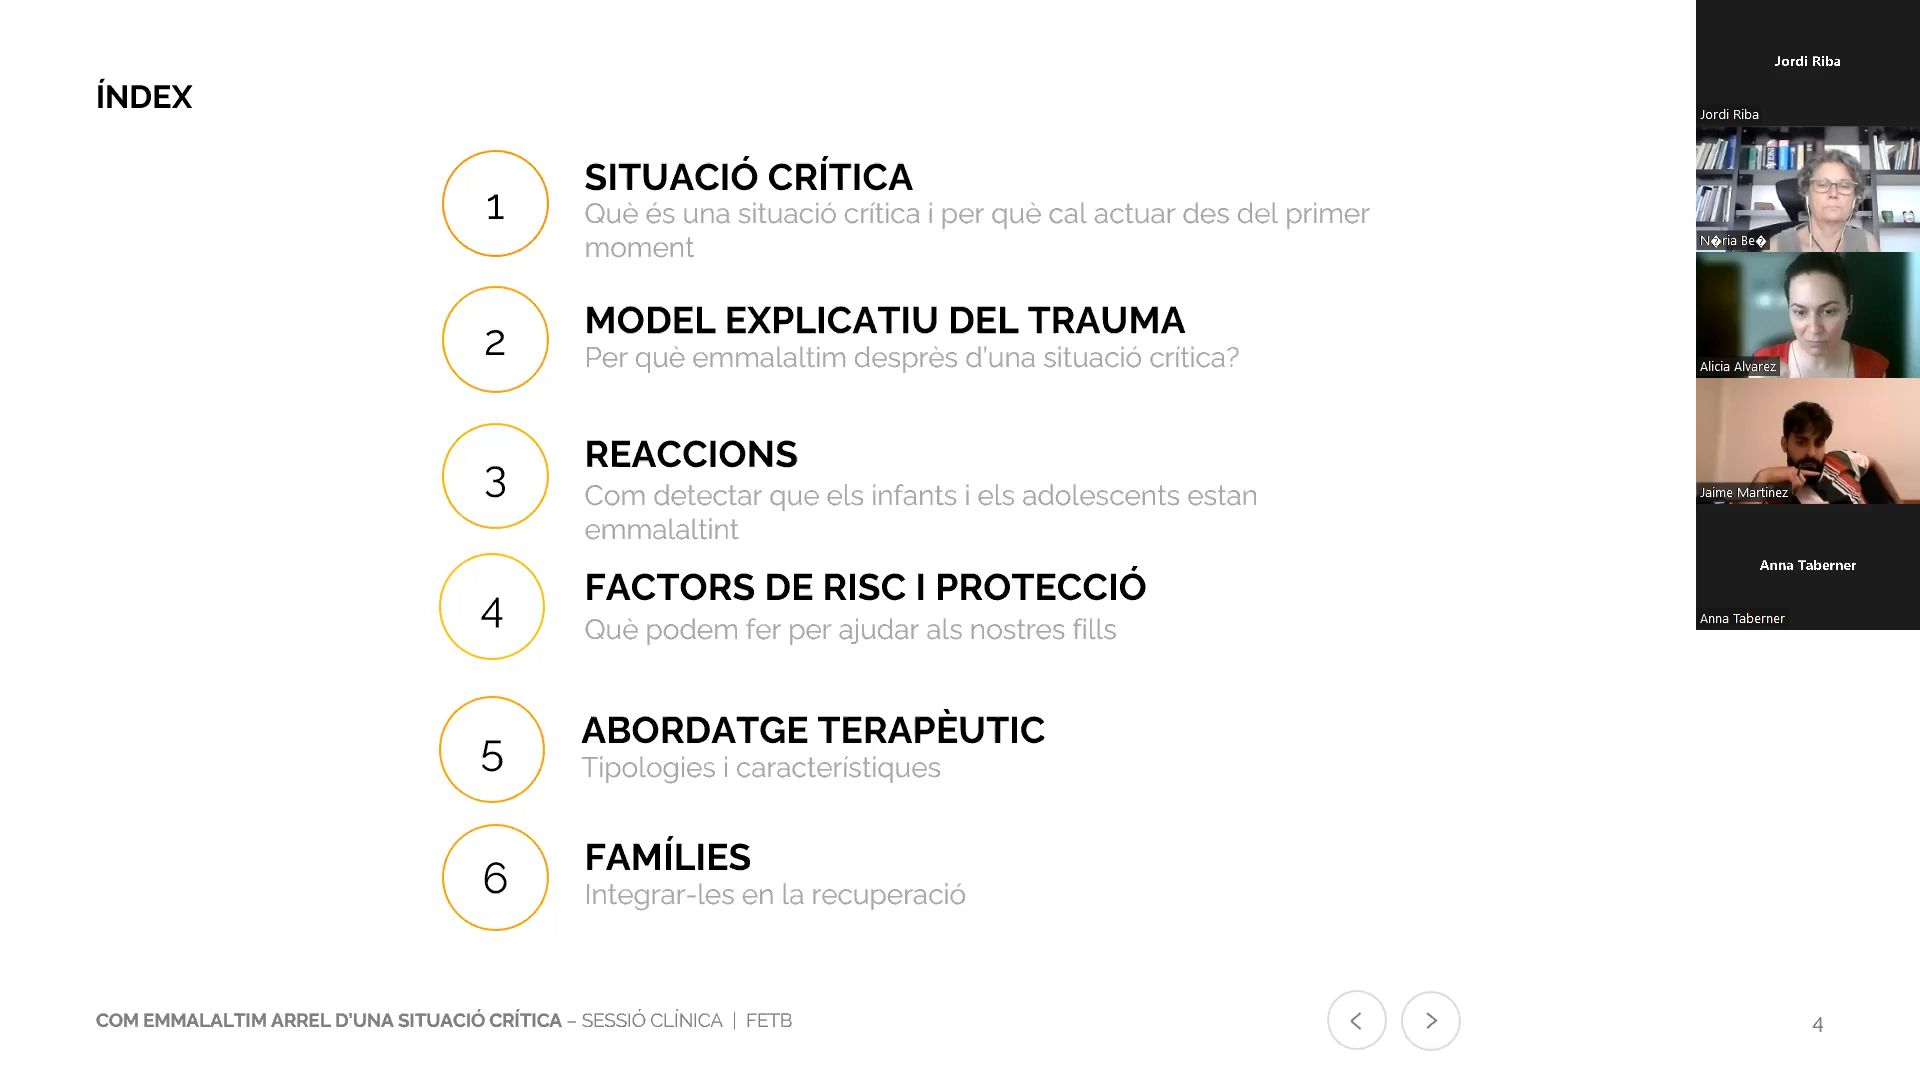 ÍNDEX
1
SITUACIÓ CRÍTICA
Què és una situació crítica i per què cal actuar des del primer
moment
2
MODEL EXPLICATIU DEL TRAUMA
Per què emmalaltim desprès d'una situació crítica?
3
REACCIONS
Com detectar que els infants i els adolescents estan
emmalaltint
4
FACTORS DE RISC I PROTECCIÓ
Què podem fer per ajudar als nostres fills
5
ABORDATGE TERAPÈUTIC
Tipologies i característiques
6
FAMÍLIES
Integrar-les en la recuperació
COM EMMALALTIM ARREL D'UNA SITUACIÓ CRÍTICA – SESSIÓ CLÍNICA | FETB
4
Jordi Riba
Jordi Riba
N�ria Be�
Alicia Alvarez
Jaime Martinez
Anna Taberner
Anna Taberner